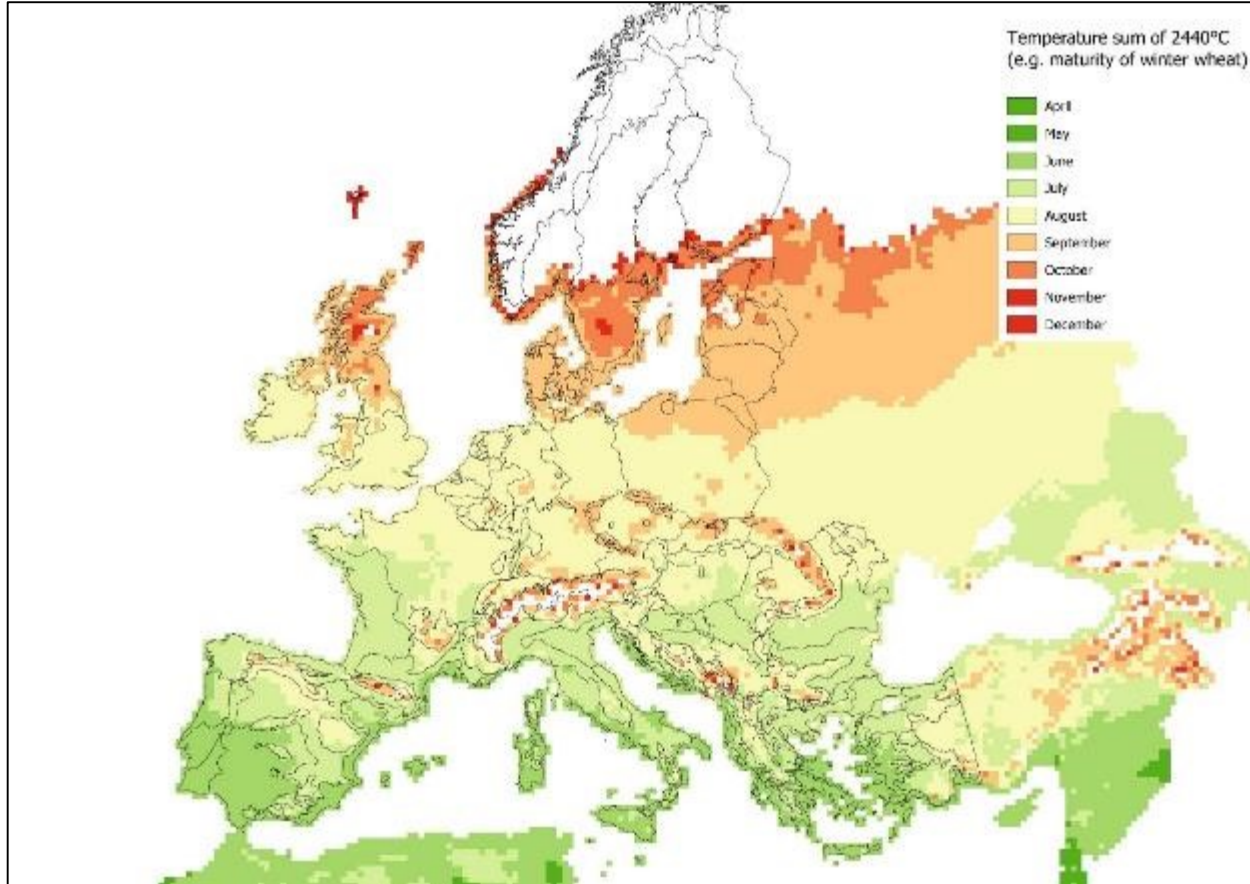 Temperature sum of 2440°C
(e.g. maturity of winter wheat)
April
May
June
July
August
September
October
November
December